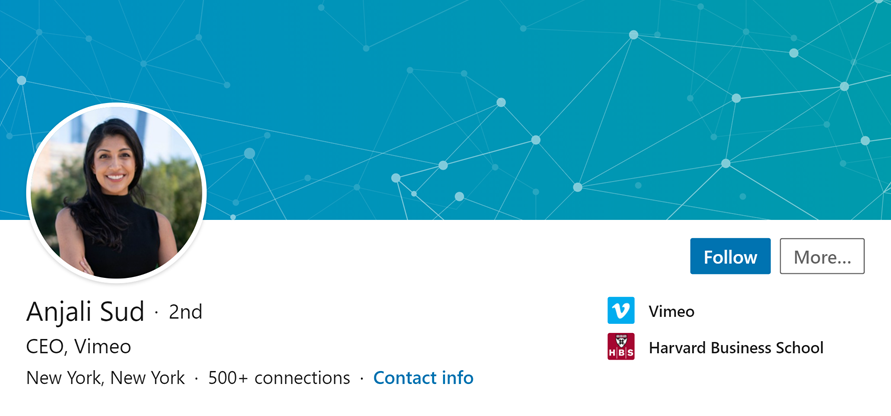 Follow
More...
Anjali Sud · 2nd
CEO, Vimeo
New York, New York · 500+ connections · Contact info
Vimeo
HBS
Harvard Business School